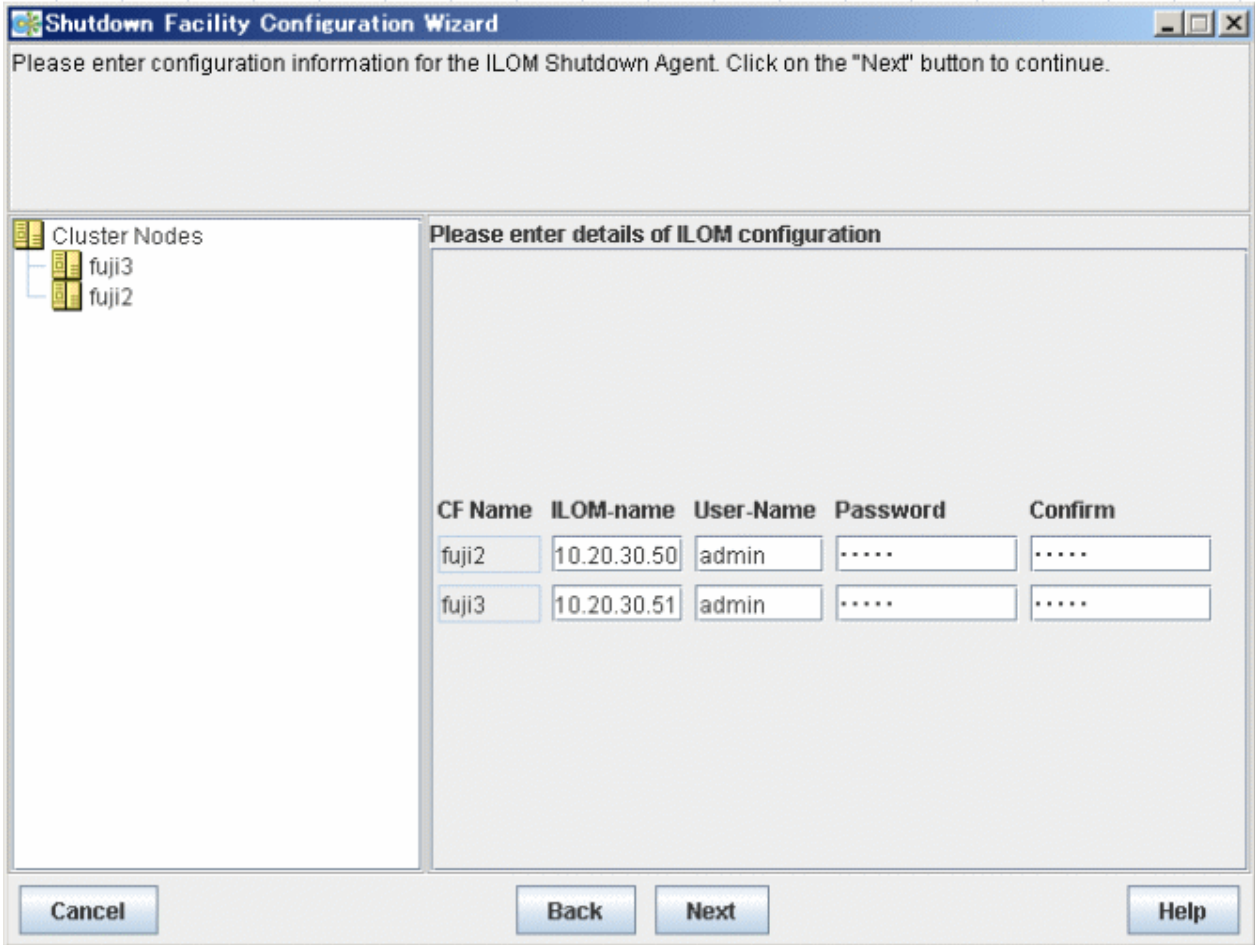 Shutdown Facility Configuration Wizard
Please enter configuration information for the ILOM Shutdown Agent. Click on the "Next" button to continue.
Cluster Nodes
fuji3
fuji2
Please enter details of ILOM configuration
CF Name ILOM-name User-Name Password Confirm
fuji2 10.20.30.50 admin ••••• •••••
fuji3 10.20.30.51 admin ••••• •••••
Cancel Back Next Help